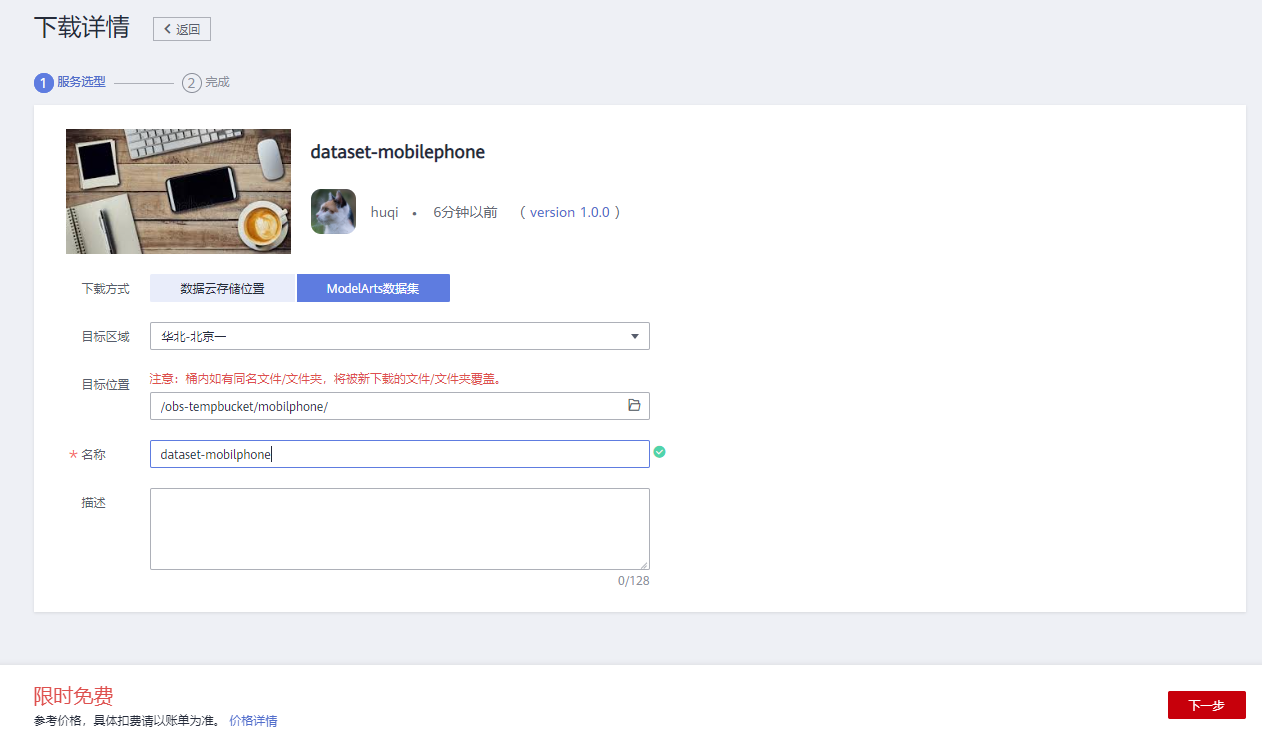 下载详情
返回
1 服务选型 2 完成
dataset-mobilephone
huqi • 6分钟以前 ( version 1.0.0 )
下载方式 数据云存储位置 ModelArts数据集
目标区域 华北-北京一
目标位置 注意：桶内如有同名文件/文件夹，将被新下载的文件/文件夹覆盖。
/obs-tempbucket/mobilphone/
* 名称 dataset-mobilphone
描述
0/128
限时免费
参考价格，具体扣费请以账单为准。 价格详情
下一步